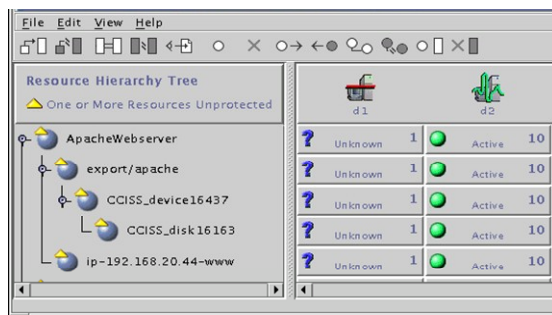 File Edit View Help
Resource Hierarchy Tree
One or More Resources Unprotected
d1 d2
ApacheWebserver ? Unknown 1 Active 10
export/apache ? Unknown 1 Active 10
CCISS_device16437 ? Unknown 1 Active 10
CCISS_disk16163 ? Unknown 1 Active 10
ip-192.168.20.44-www ? Unknown 1 Active 10